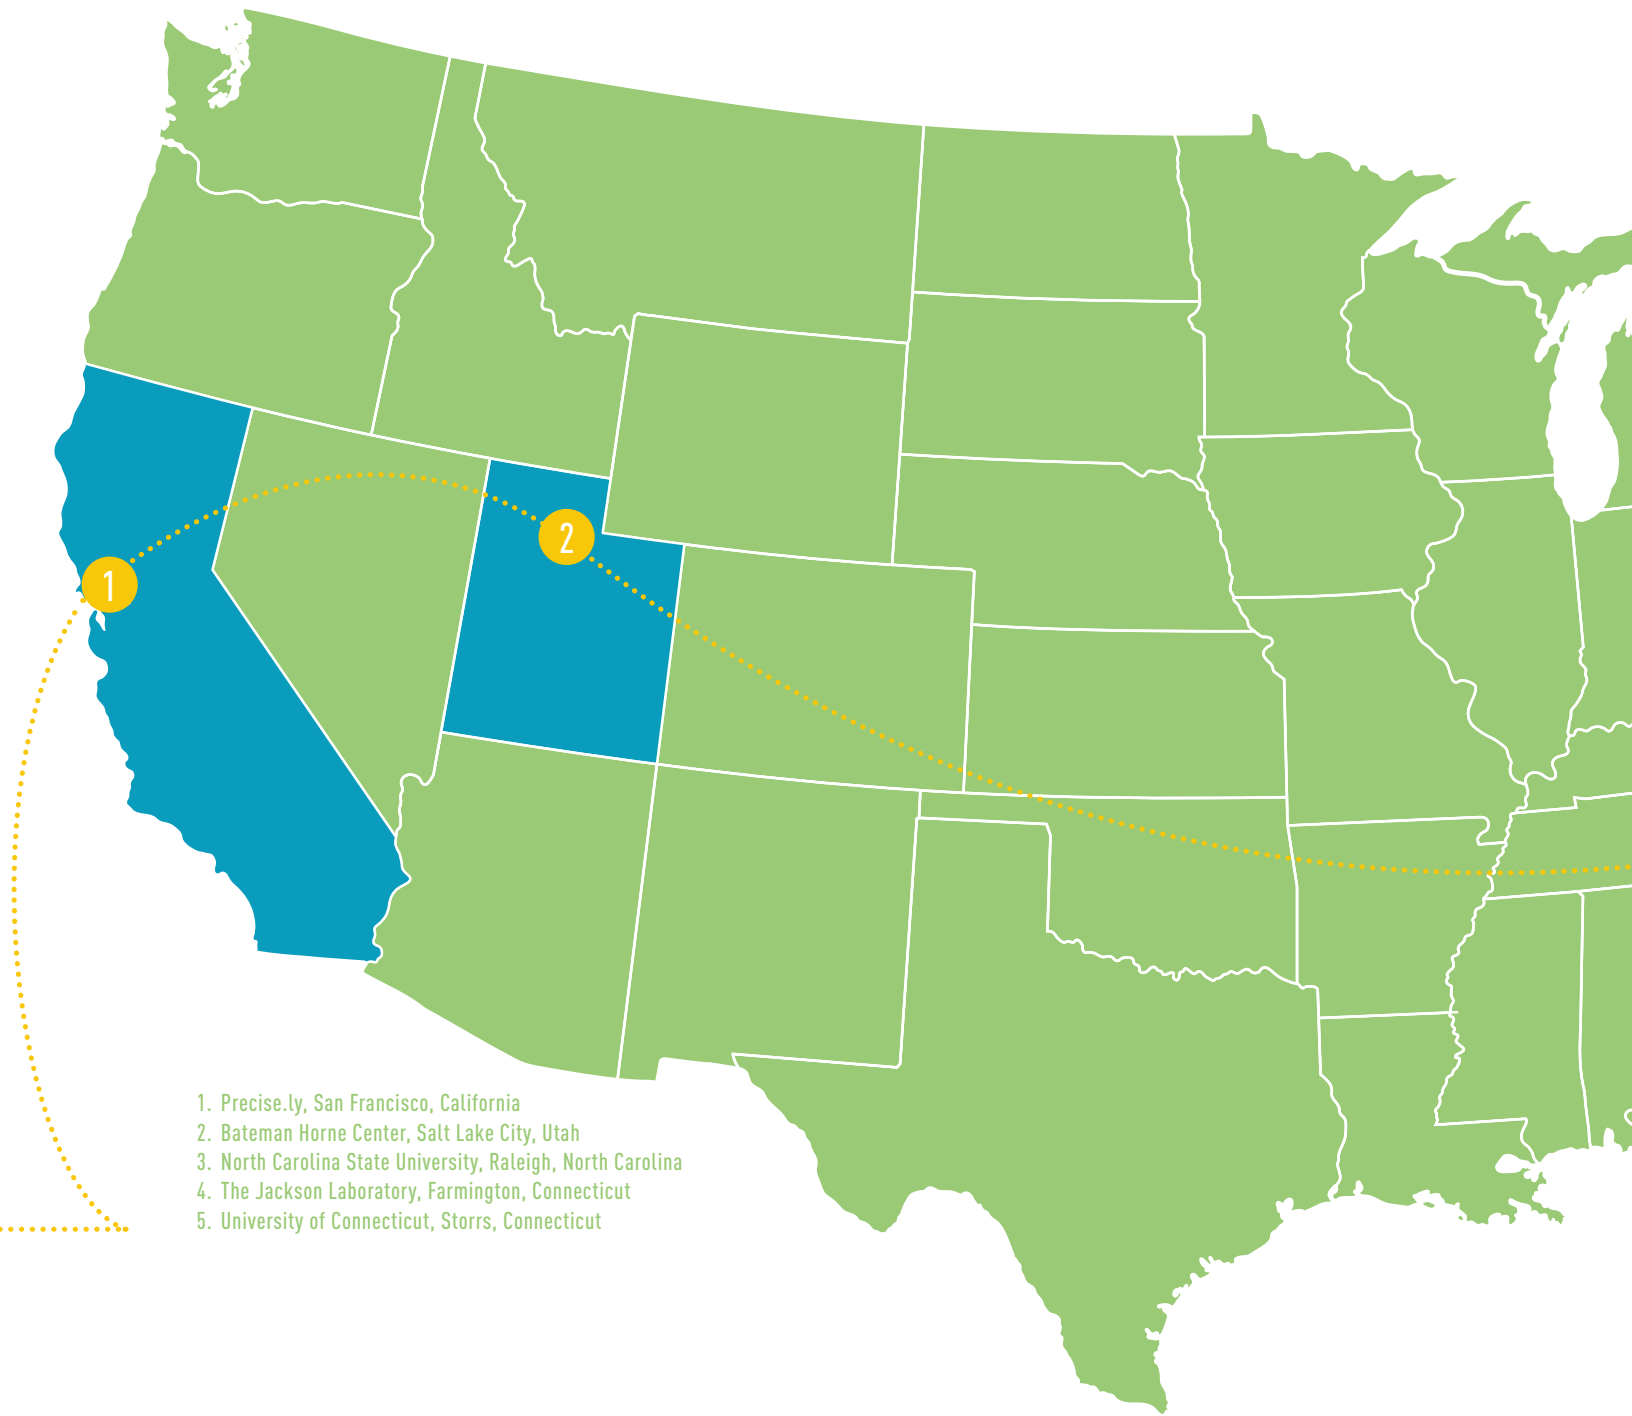 1
2
1. Precise.ly, San Francisco, California
2. Bateman Horne Center, Salt Lake City, Utah
3. North Carolina State University, Raleigh, North Carolina
4. The Jackson Laboratory, Farmington, Connecticut
5. University of Connecticut, Storrs, Connecticut